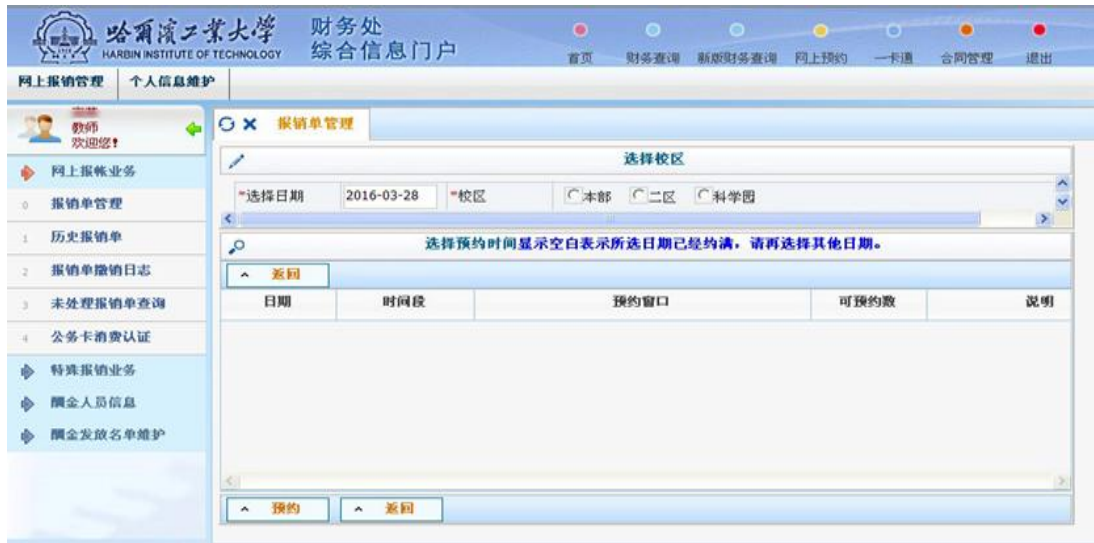 哈爾濱工業大學
HARBIN INSTITUTE OF TECHNOLOGY
财务处
综合信息门户
首页 财务查询 新版财务查询 网上预约 一卡通 合同管理 退出
网上报销管理 个人信息维护
教师
欢迎您!
报销单管理
网上报帐业务
0 报销单管理
1 历史报销单
2 报销单撤销日志
3 未处理报销单查询
4 公务卡消费认证
特殊报销业务
酬金人员信息
酬金发放名单维护
选择校区
*选择日期 2016-03-28 *校区 本部 二区 科学园
选择预约时间显示空白表示所选日期已经约满,请再选择其他日期。
返回
日期 时间段 预约窗口 可预约数 说明
预约 返回